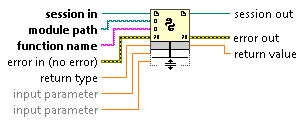 session in
session out
module path
function name
error in (no error)
error out
return type
return value
input parameter
input parameter